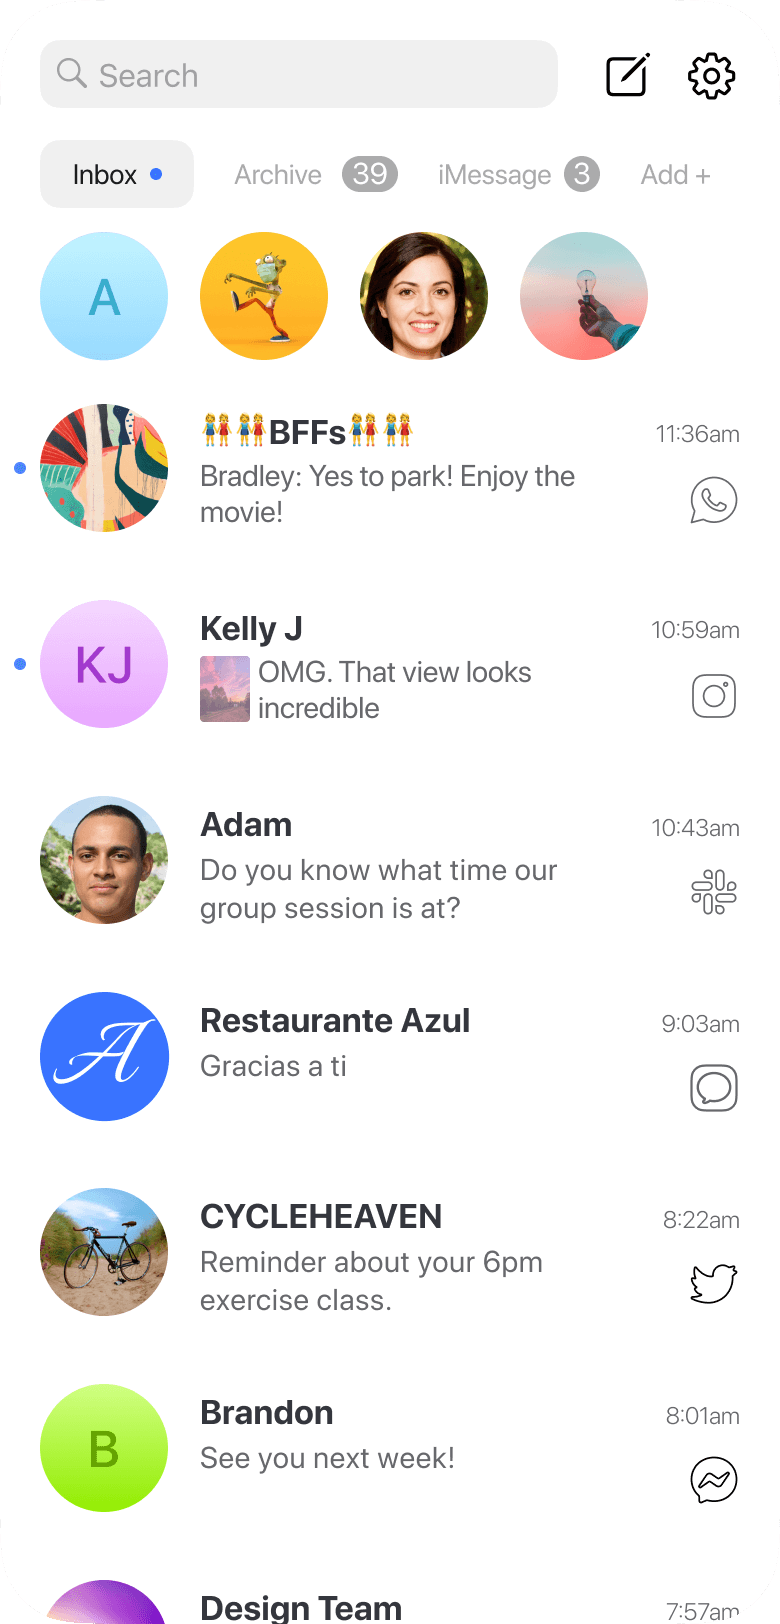 Search
Inbox
Archive 39
iMessage 3
Add +
A
👭👭BFFs👭👭
11:36am
Bradley: Yes to park! Enjoy the
movie!
KJ
Kelly J
10:59am
OMG. That view looks
incredible
Adam
10:43am
Do you know what time our
group session is at?
A
Restaurante Azul
9:03am
Gracias a ti
CYCLEHEAVEN
8:22am
Reminder about your 6pm
exercise class.
B
Brandon
8:01am
See you next week!
Design Team
7:57am